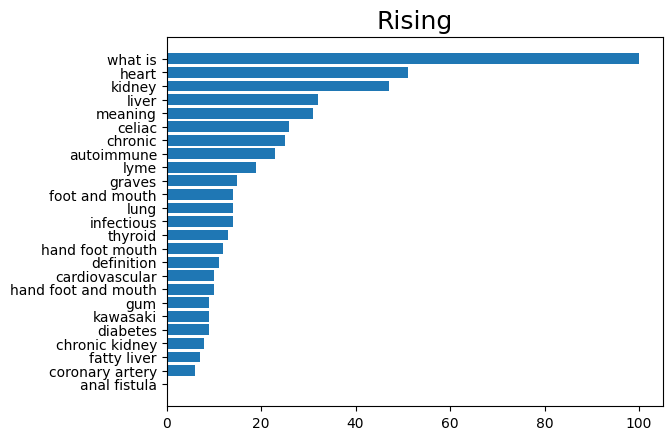 Rising
what is
heart
kidney
liver
meaning
celiac
chronic
autoimmune
lyme
graves
foot and mouth
lung
infectious
thyroid
hand foot mouth
definition
cardiovascular
hand foot and mouth
gum
kawasaki
diabetes
chronic kidney
fatty liver
coronary artery
anal fistula
0 20 40 60 80 100